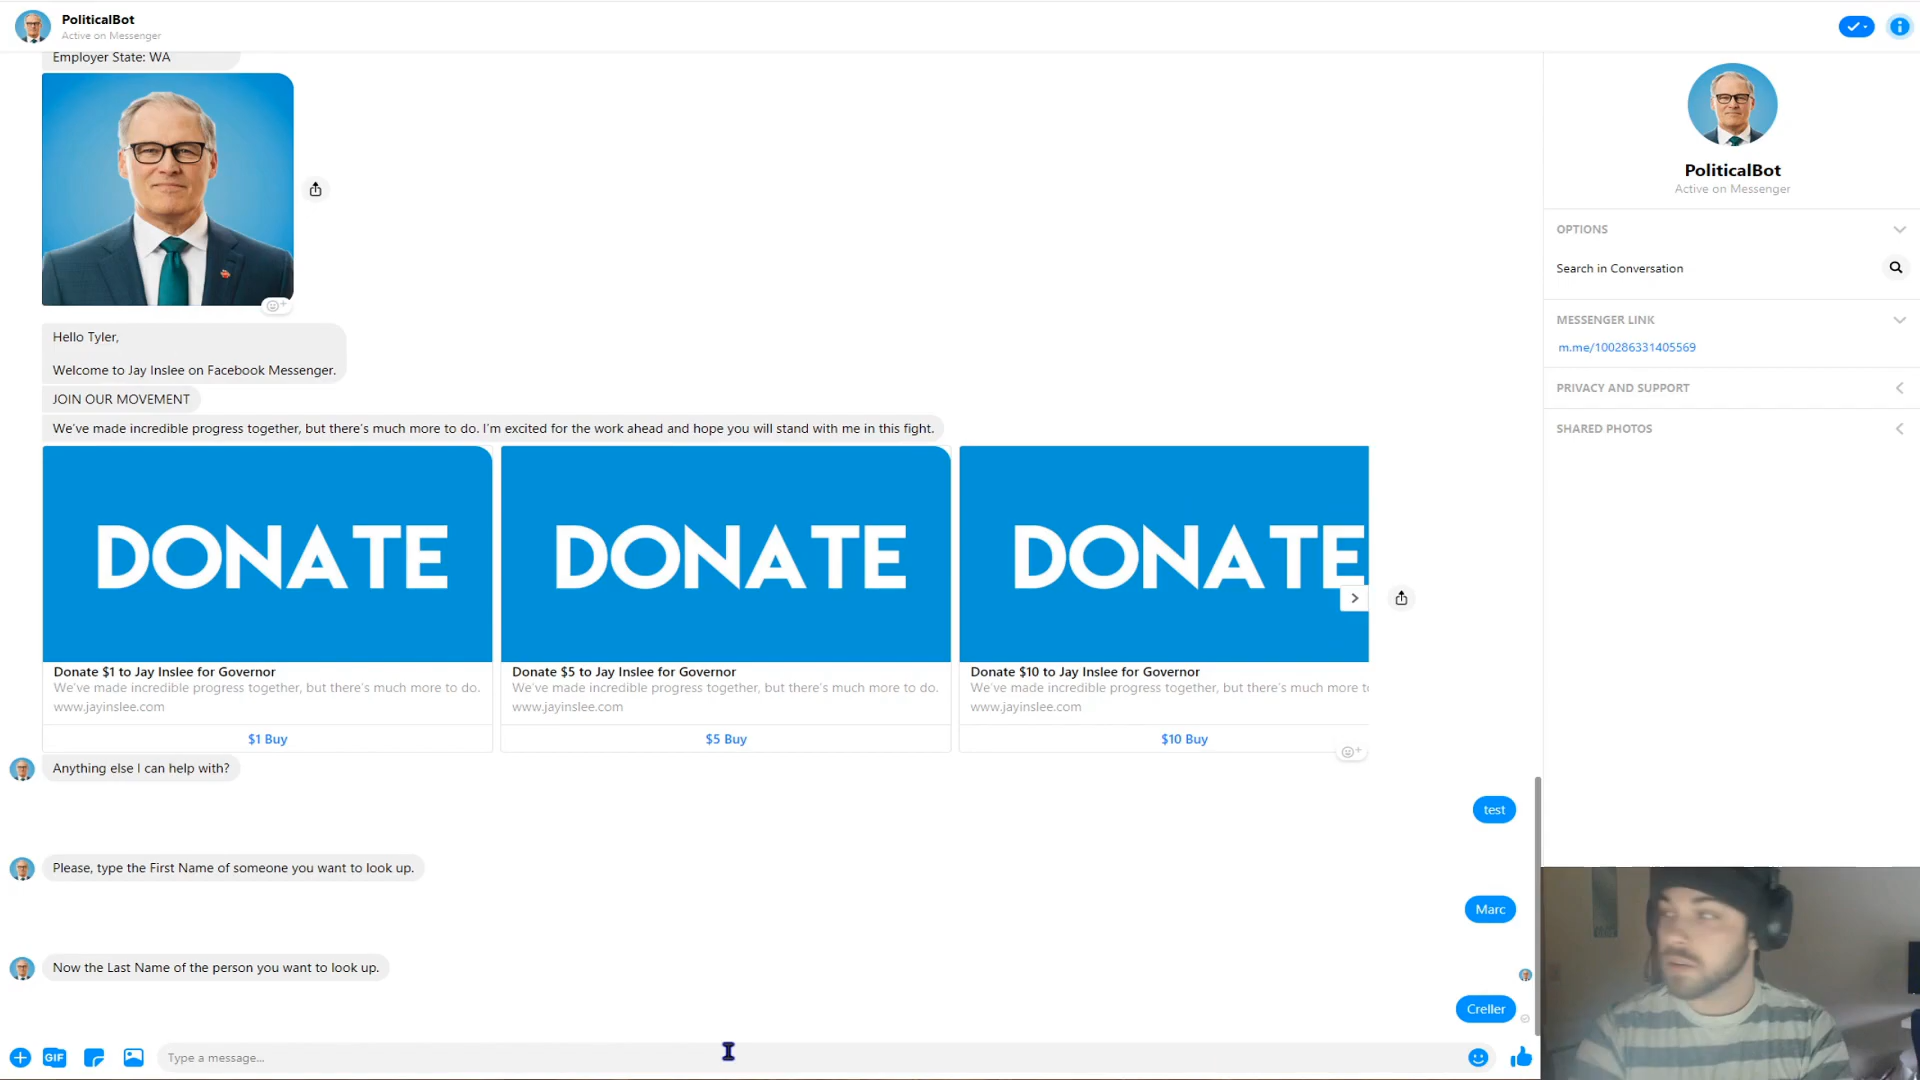 PoliticalBot
Active on Messenger
Employer State: WA
Hello Tyler,
Welcome to Jay Inslee on Facebook Messenger.
JOIN OUR MOVEMENT
We've made incredible progress together, but there's much more to do. I'm excited for the work ahead and hope you will stand with me in this fight.
DONATE
Donate $1 to Jay Inslee for Governor
We've made incredible progress together, but there's much more to do.
www.jayinslee.com
$1 Buy
DONATE
Donate $5 to Jay Inslee for Governor
We've made incredible progress together, but there's much more to do.
www.jayinslee.com
$5 Buy
DONATE
Donate $10 to Jay Inslee for Governor
We've made incredible progress together, but there's much more to
www.jayinslee.com
$10 Buy
Anything else I can help with?
test
Please, type the First Name of someone you want to look up.
Marc
Now the Last Name of the person you want to look up.
Creller
GIF
Type a message...
PoliticalBot
Active on Messenger
OPTIONS
Search in Conversation
MESSENGER LINK
m.me/100286331405569
PRIVACY AND SUPPORT
SHARED PHOTOS